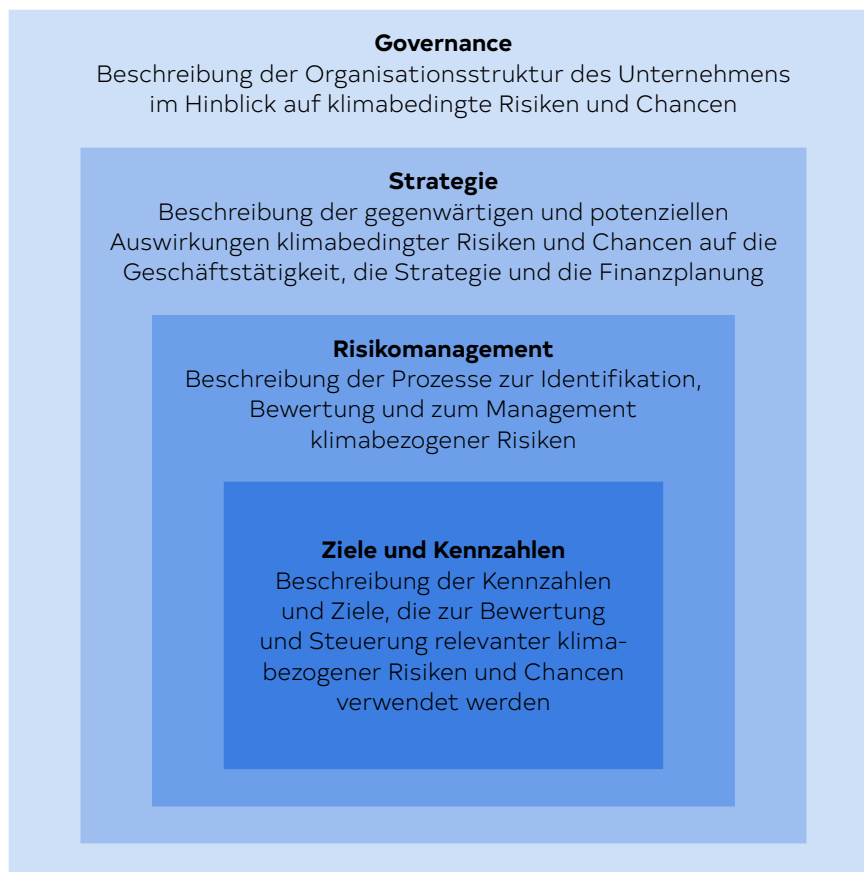 Governance
Beschreibung der Organisationsstruktur des Unternehmens
im Hinblick auf klimabedingte Risiken und Chancen
Strategie
Beschreibung der gegenwärtigen und potenziellen
Auswirkungen klimabedingter Risiken und Chancen auf die
Geschäftstätigkeit, die Strategie und die Finanzplanung
Risikomanagement
Beschreibung der Prozesse zur Identifikation,
Bewertung und zum Management
klimabezogener Risiken
Ziele und Kennzahlen
Beschreibung der Kennzahlen
und Ziele, die zur Bewertung
und Steuerung relevanter klima-
bezogener Risiken und Chancen
verwendet werden